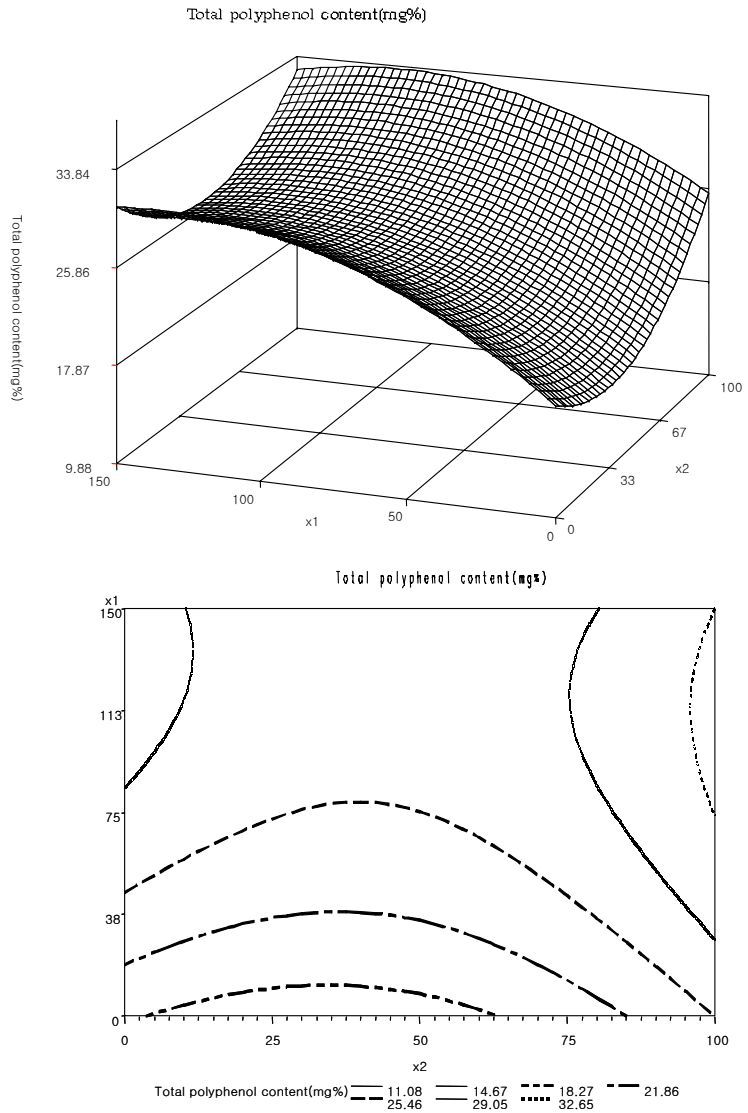 Total polyphenol content(mg%)
33.84
25.86
17.87
9.88
Total polyphenol content(mg%)
150
100
50
0
x1
0
33
67
100
x2
Total polyphenal content(mg%)
x1
150
113
75
38
0
0
25
50
75
100
x2
Total polyphenol content(mg%) 11.08 14.67 18.27 21.86
25.46 29.05 32.65